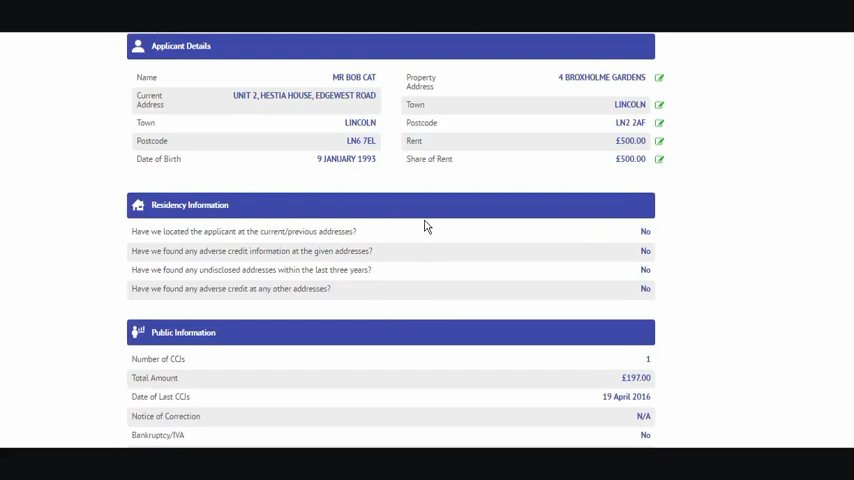 Applicant Details
Name MR BOB CAT
Current Address UNIT 2, HESTIA HOUSE, EDGEWEST ROAD
Town LINCOLN
Postcode LN6 7EL
Date of Birth 9 JANUARY 1993
Property Address 4 BROXHOLME GARDENS
Town LINCOLN
Postcode LN2 2AF
Rent £500.00
Share of Rent £500.00
Residency Information
Have we located the applicant at the current/previous addresses? No
Have we found any adverse credit information at the given addresses? No
Have we found any undisclosed addresses within the last three years? No
Have we found any adverse credit at any other addresses? No
Public Information
Number of CCJs 1
Total Amount £197.00
Date of Last CCJs 19 April 2016
Notice of Correction N/A
Bankruptcy/IVA No